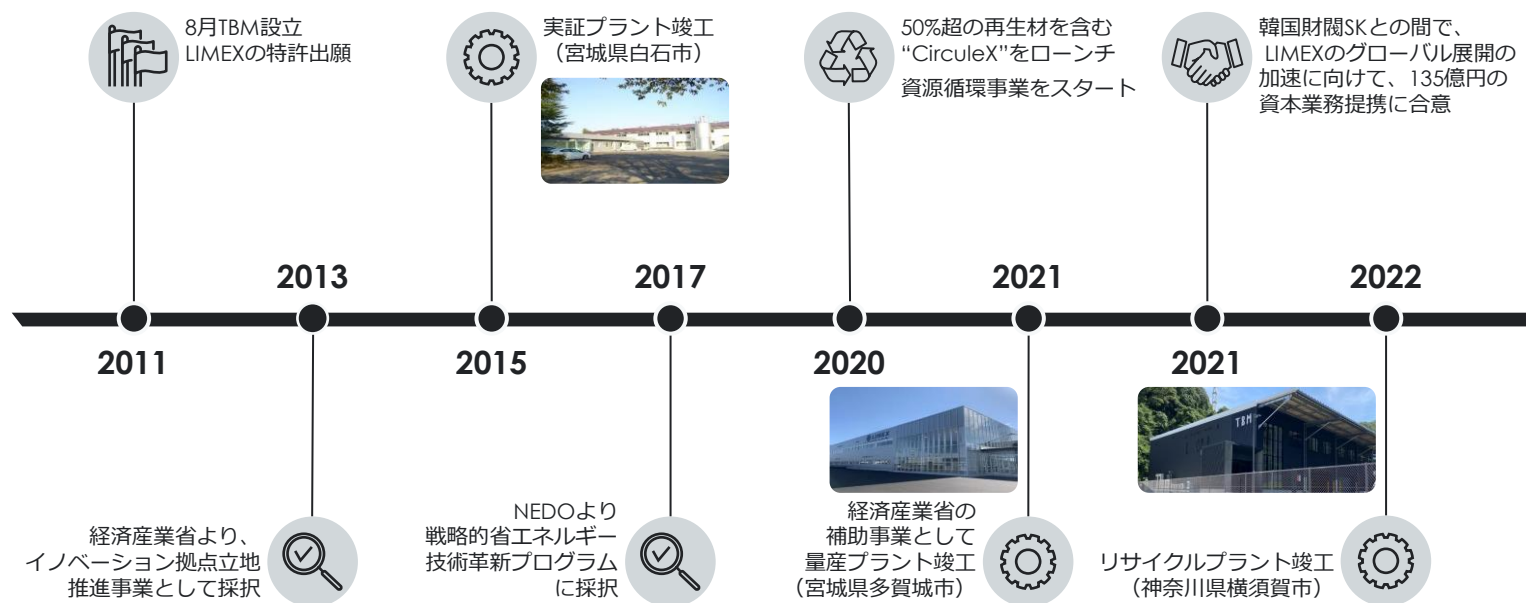 8月TBM設立
LIMEXの特許出願
実証プラント竣工
（宮城県白石市）
50%超の再生材を含む
“CirculeX”をローンチ
資源循環事業をスタート
韓国財閥SKとの間で、
LIMEXのグローバル展開の
加速に向けて、135億円の
資本業務提携に合意
2013
2017
2021
2022
2011
2015
2020
2021
TBM
経済産業省より、
イノベーション拠点立地
推進事業として採択
NEDOより
戦略的省エネルギー
技術革新プログラム
に採択
経済産業省の
補助事業として
量産プラント竣工
（宮城県多賀城市）
リサイクルプラント竣工
（神奈川県横須賀市）